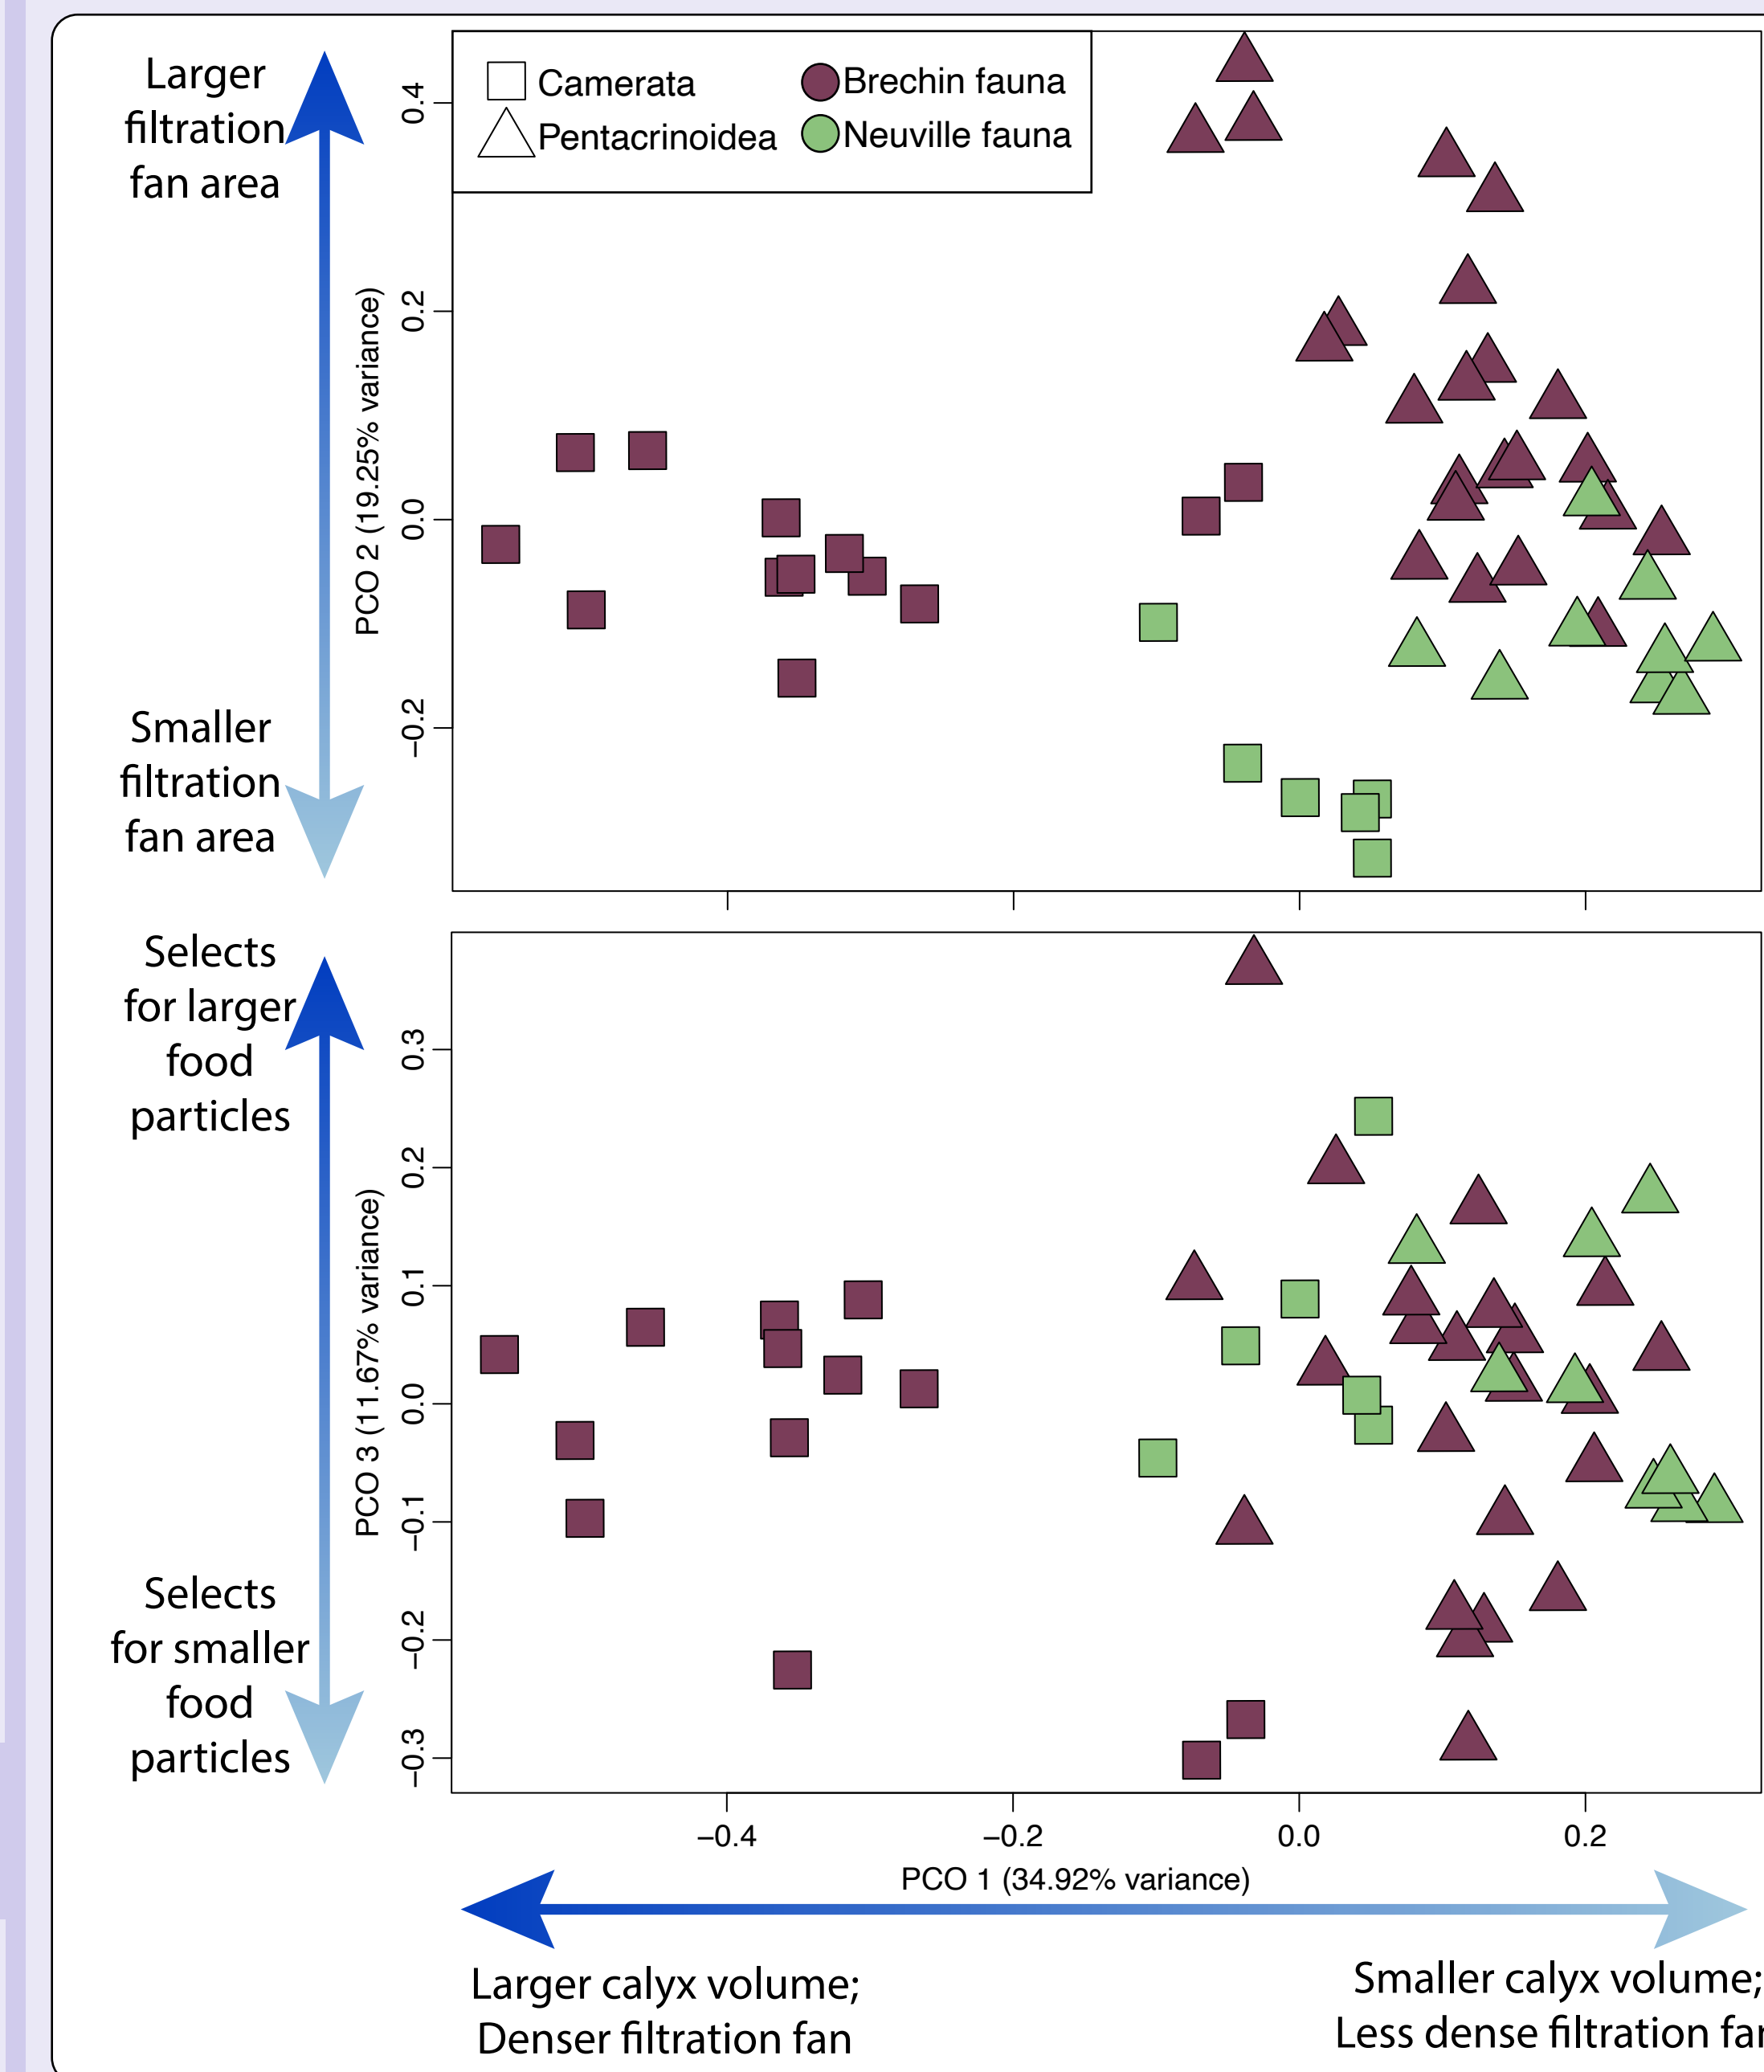 Larger
filtration
fan area
Camerata
Brechin fauna
Pentacrinoidea
Neuville fauna
0.4
0.2
0.0
−0.2
PCO 2 (19.25% variance)
Smaller
filtration
fan area
Selects
for larger
food
particles
0.3
0.2
0.1
0.0
−0.1
−0.2
−0.3
PCO 3 (11.67% variance)
Selects
for smaller
food
particles
−0.4
−0.2
0.0
0.2
PCO 1 (34.92% variance)
Larger calyx volume;
Denser filtration fan
Smaller calyx volume;
Less dense filtration fan